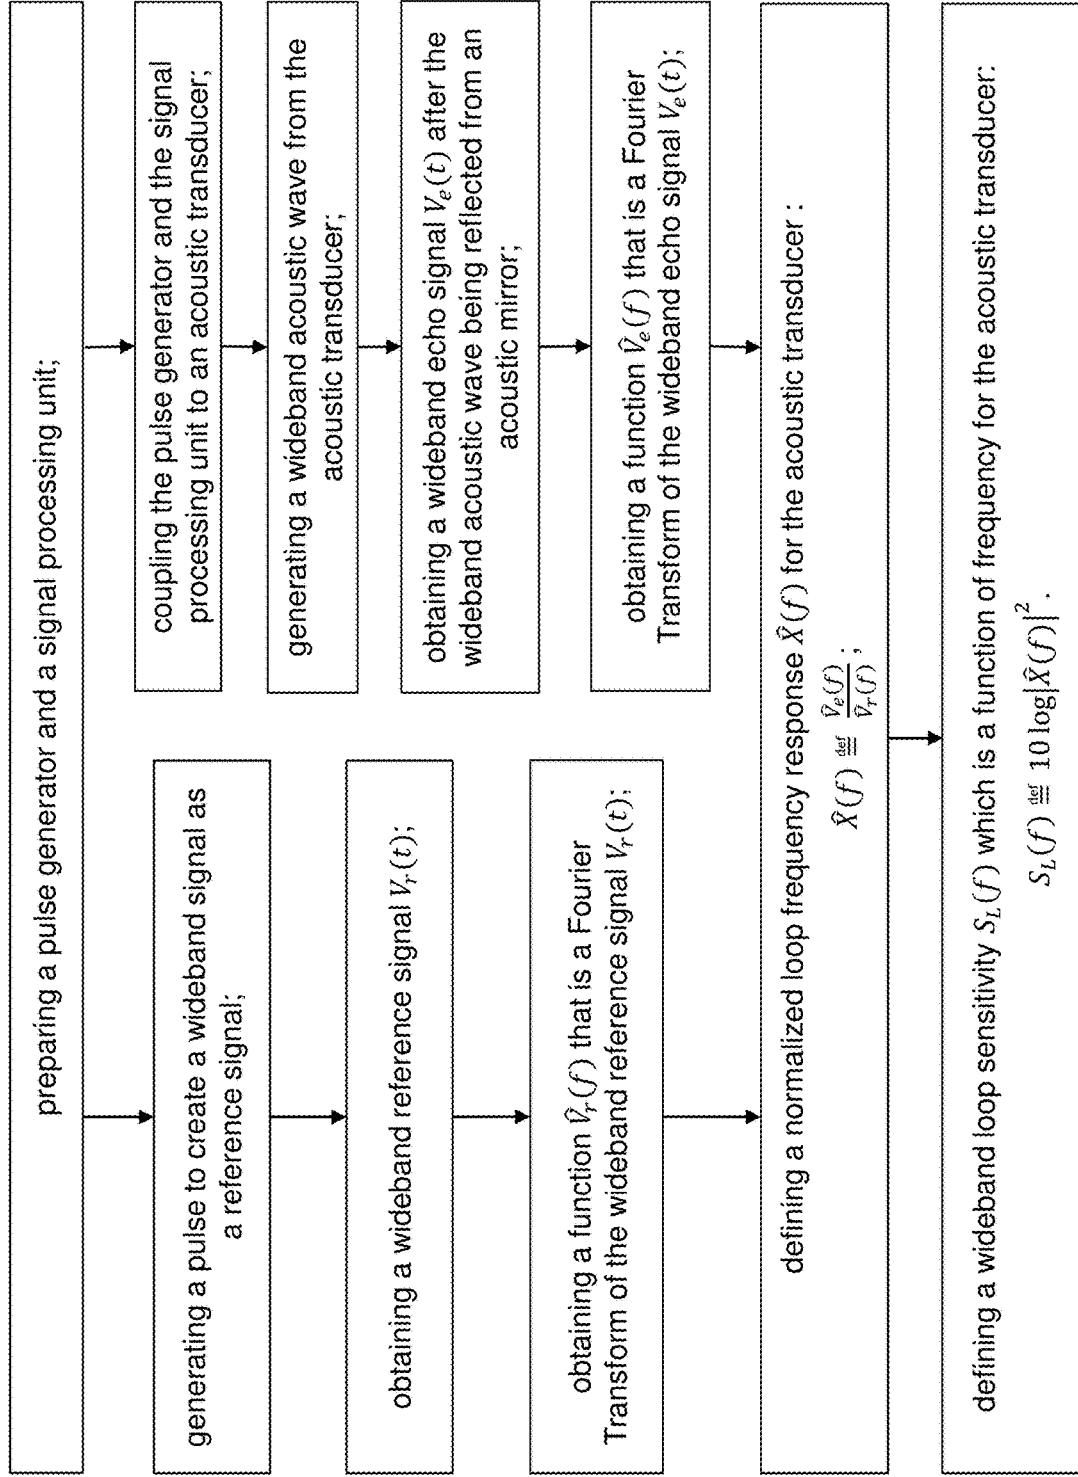 preparing a pulse generator and a signal processing unit;
generating a pulse to create a wideband signal as
a reference signal;
obtaining a wideband reference signal V_r(t);
obtaining a function V̂_r(f) that is a Fourier
Transform of the wideband reference signal V_r(t);
coupling the pulse generator and the signal
processing unit to an acoustic transducer;
generating a wideband acoustic wave from the
acoustic transducer;
obtaining a wideband echo signal V_e(t) after the
wideband acoustic wave being reflected from an
acoustic mirror;
obtaining a function V̂_e(f) that is a Fourier
Transform of the wideband echo signal V_e(t);
defining a normalized loop frequency response X̂(f) for the acoustic transducer :
X̂(f) ≝ V̂_e(f)/V̂_r(f) ;
defining a wideband loop sensitivity S_L(f) which is a function of frequency for the acoustic transducer:
S_L(f) ≝ 10 log|X̂(f)|² .